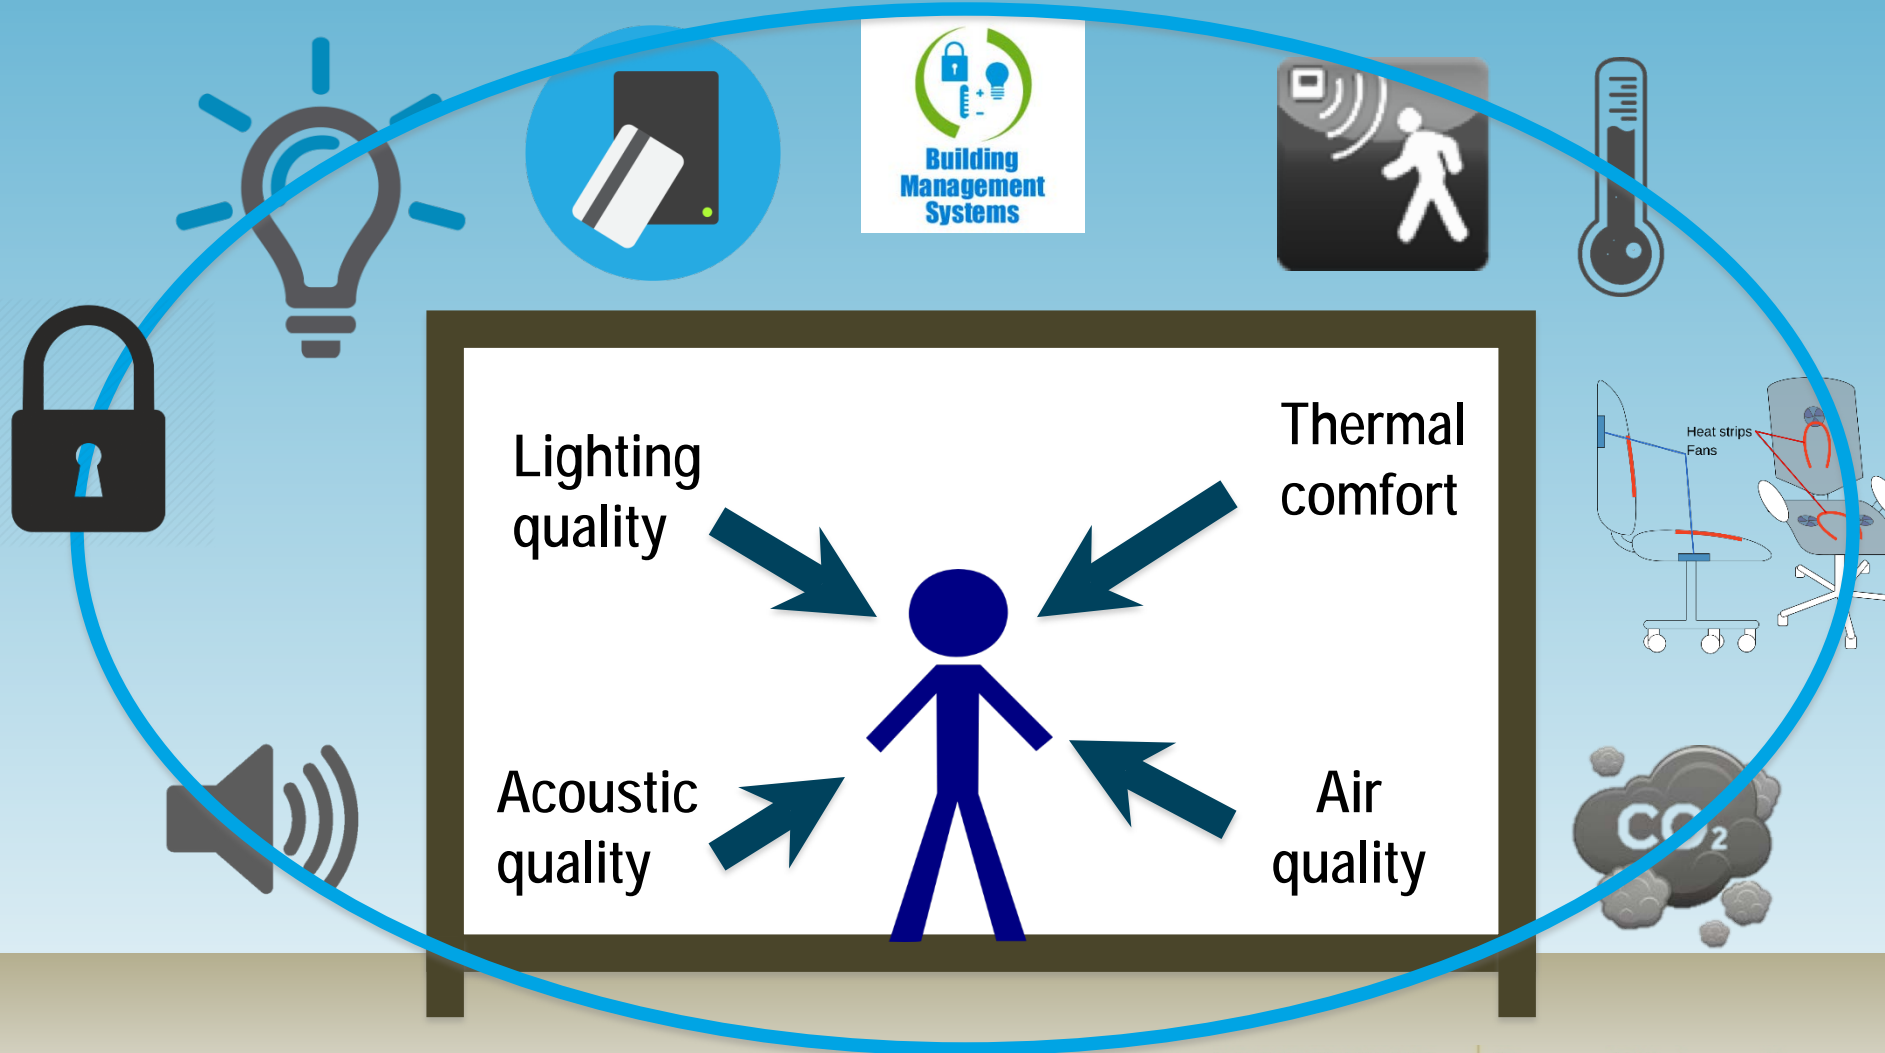 Building
Management
Systems
Lighting
quality
Thermal
comfort
Heat strips
Fans
Acoustic
quality
Air
quality
CO2